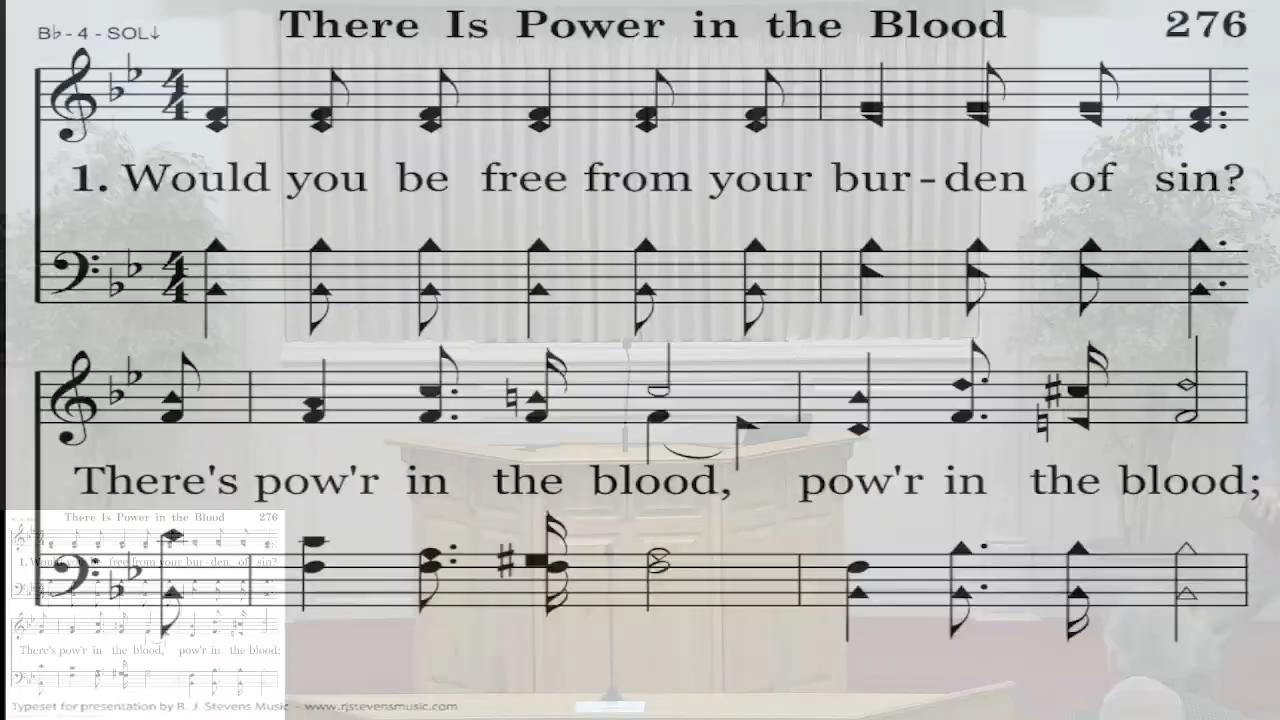 B♭ - 4 - SOL↓
There Is Power in the Blood 276
1. Would you be free from your bur-den of sin?
There's pow'r in the blood, pow'r in the blood;
There Is Power in the Blood 276
1. Would you be free from your bur-den of sin?
There's pow'r in the blood, pow'r in the blood;
Typeset for presentation by R. J. Stevens Music - www.rjstevensmusic.com